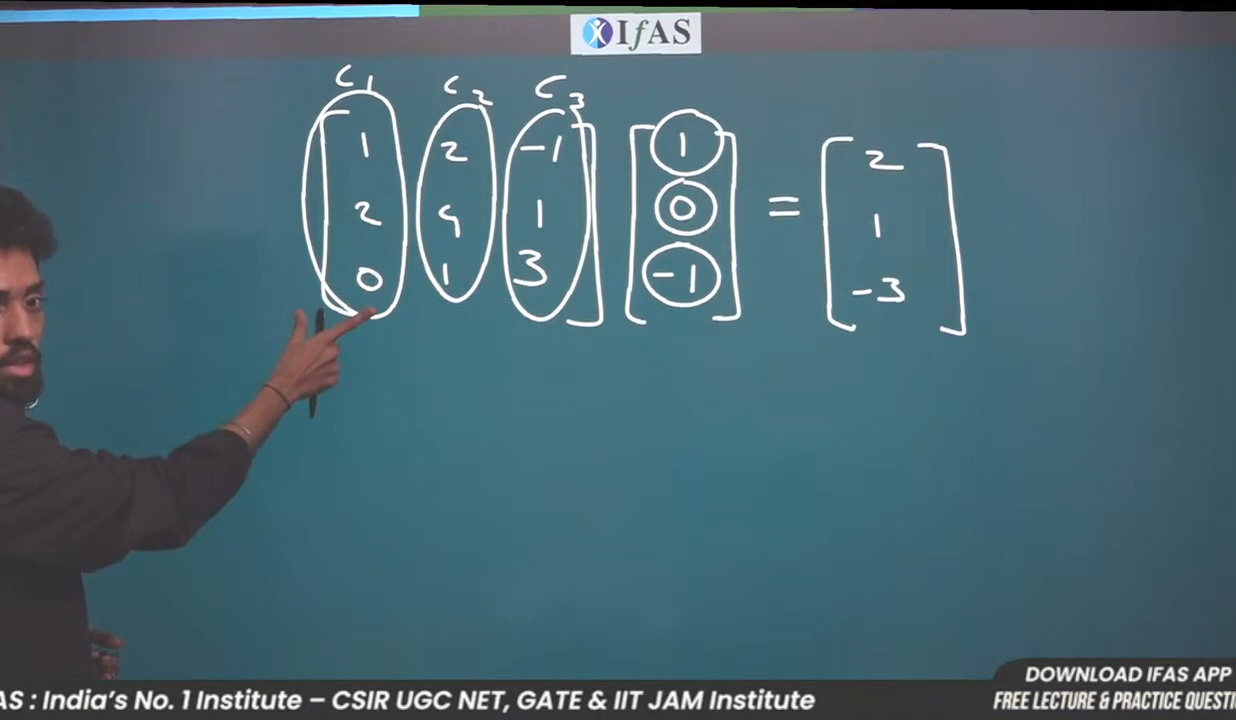 IfAS
C1 C2 C3
1 2 -1 1 2
2 9 1 0 = 1
0 1 3 -1 -3
DOWNLOAD IFAS APP
AS : India's No. 1 Institute – CSIR UGC NET, GATE & IIT JAM Institute
FREE LECTURE & PRACTICE QUESTI